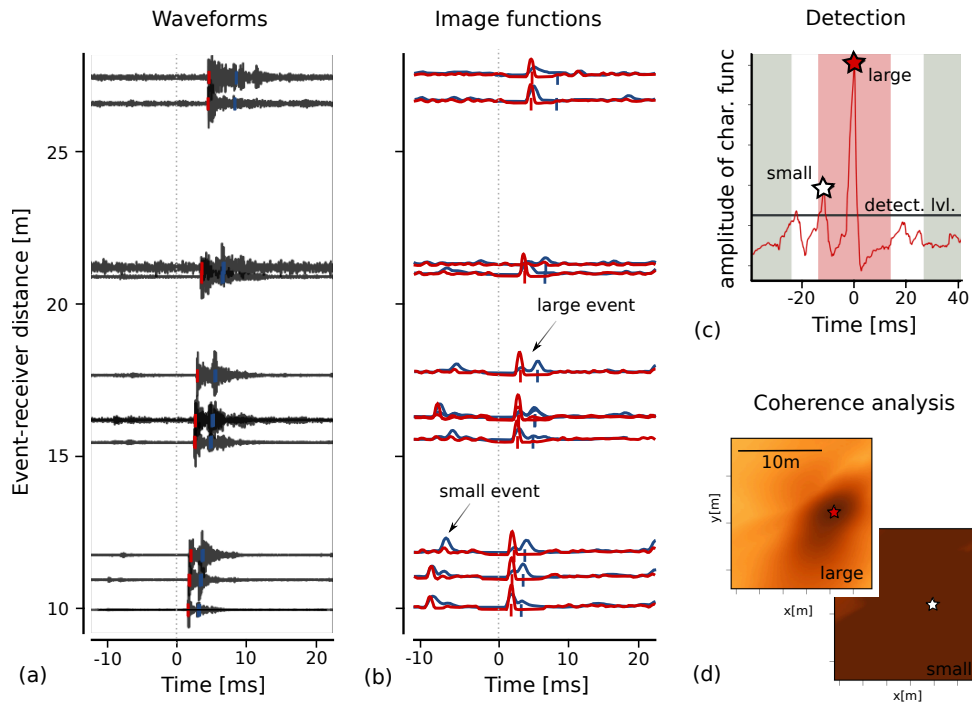 Waveforms
Event-receiver distance [m]
25
20
15
10
-10
0
10
20
Time [ms]
(a)
Image functions
large event
small event
-10
0
10
20
Time [ms]
(b)
Detection
amplitude of char. func
large
small
detect. lvl.
-20
0
20
40
Time [ms]
(c)
Coherence analysis
10m
y[m]
large
x[m]
small
x[m]
(d)